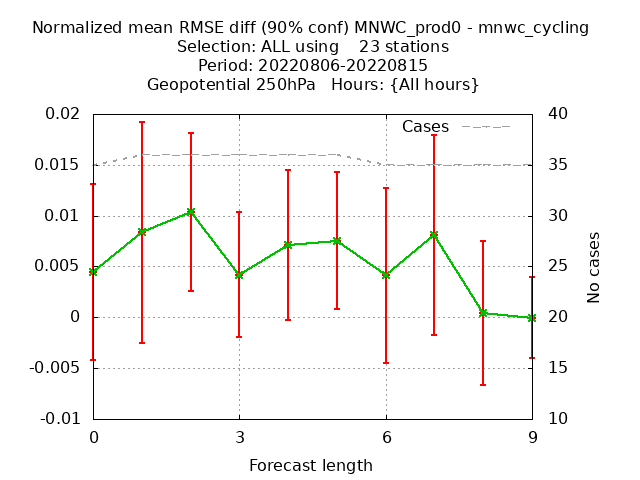 Normalized mean RMSE diff (90% conf) MNWC_prod0 - mnwc_cycling
Selection: ALL using 23 stations
Period: 20220806-20220815
Geopotential 250hPa Hours: {All hours}
0.02
0.015
0.01
0.005
0
-0.005
-0.01
Cases
40
35
30
25
20
15
10
No cases
0 3 6 9
Forecast length